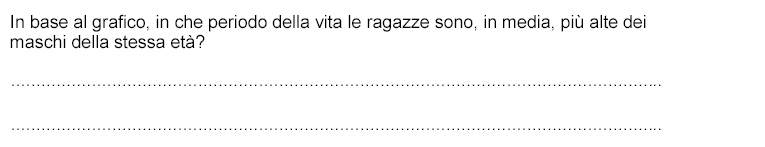 In base al grafico, in che periodo della vita le ragazze sono, in media, più alte dei
maschi della stessa età?
................................................................................................................................
................................................................................................................................